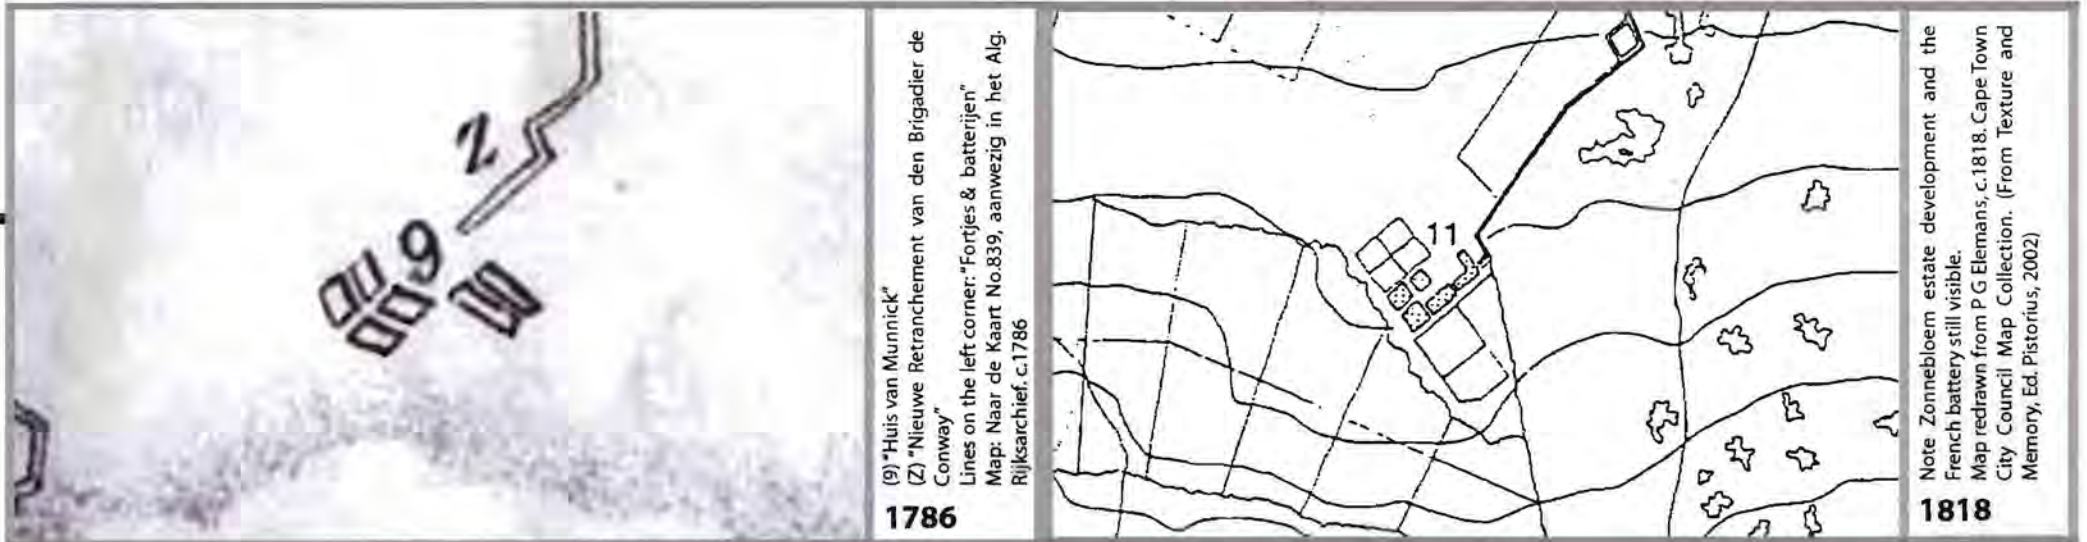 Z
9
(9) "Huis van Munnick"
(Z) "Nieuwe Retranchement van den Brigadier de
Conway"
Lines on the left corner: "Fortjes & batterijen"
Map: Naar de Kaart No.839, aanwezig in het Alg.
Rijksarchief. c.1786
1786
11
Note Zonnebloem estate development and the
French battery still visible.
Map redrawn from P G Elemans, c.1818. Cape Town
City Council Map Collection. (From Texture and
Memory, Ed. Pistorius, 2002)
1818